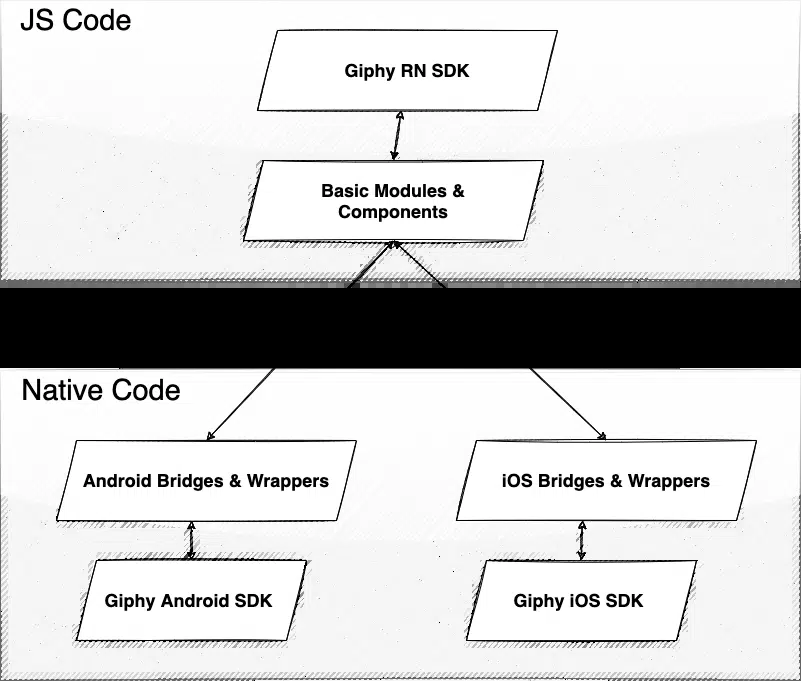 JS Code
Giphy RN SDK
Basic Modules &
Components
Native Code
Android Bridges & Wrappers
iOS Bridges & Wrappers
Giphy Android SDK
Giphy iOS SDK